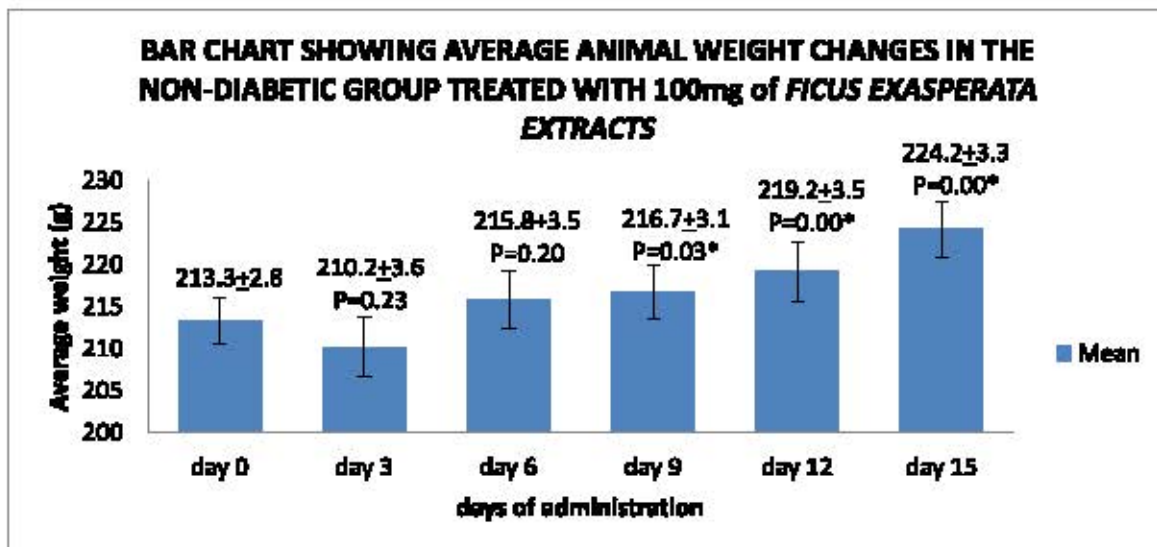 BAR CHART SHOWING AVERAGE ANIMAL WEIGHT CHANGES IN THE
NON-DIABETIC GROUP TREATED WITH 100mg of FICUS EXASPERATA
EXTRACTS
224.2±3.3
P=0.00*
219.2±3.5
P=0.00*
216.7±3.1
P=0.03*
215.8+3.5
P=0.20
210.2±3.6
P=0.23
213.3±2.8
Average weight (g)
230
225
220
215
210
205
200
day 0 day 3 day 6 day 9 day 12 day 15
days of administration
Mean